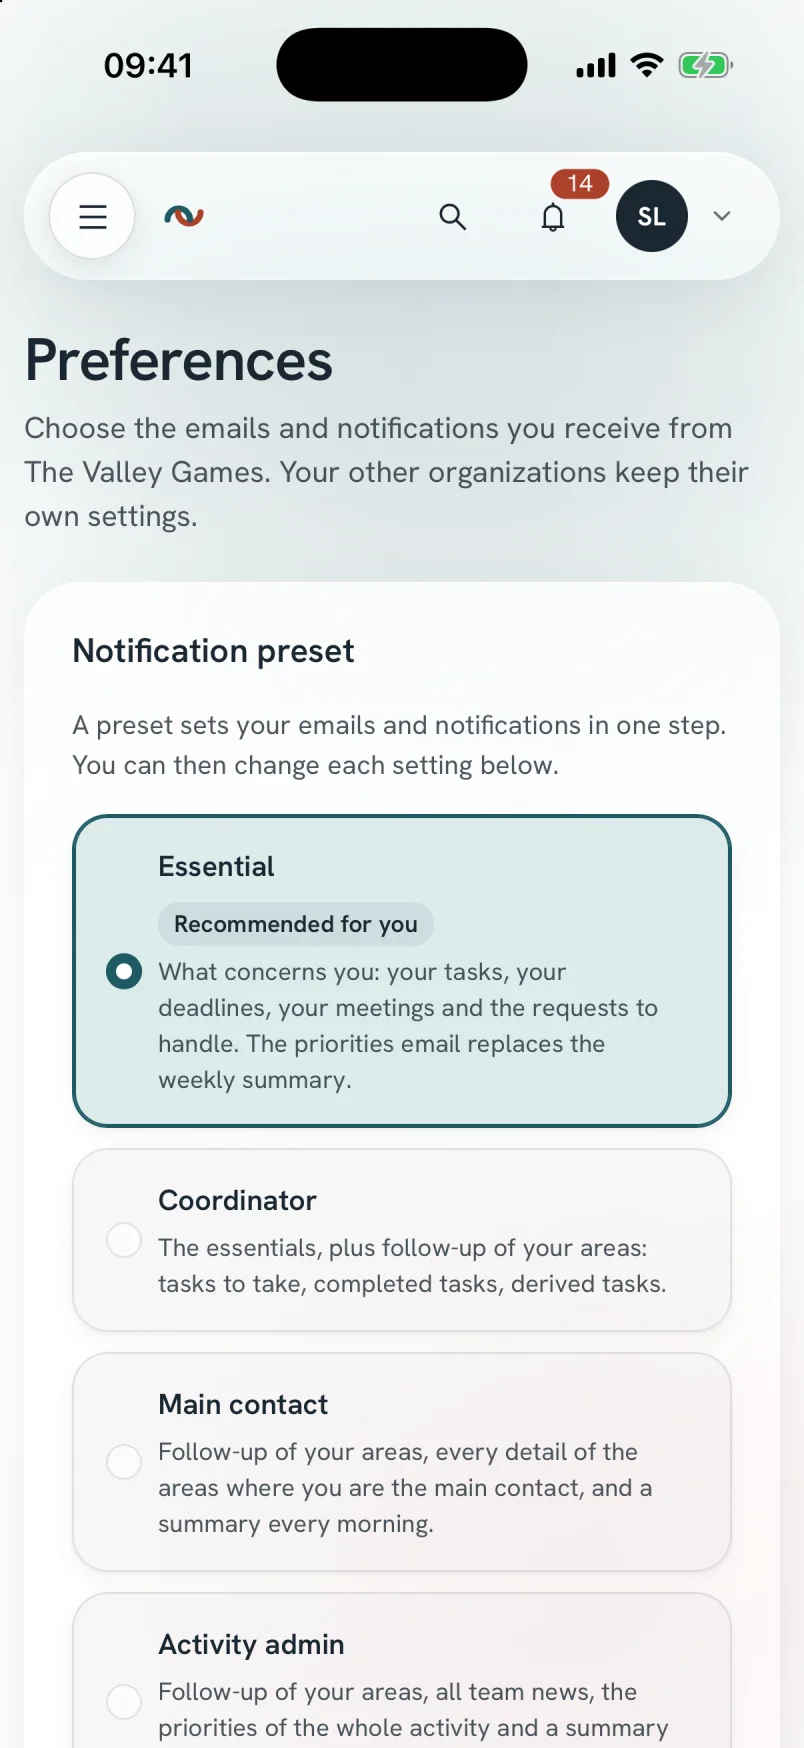 09:41
14
SL
Preferences
Choose the emails and notifications you receive from
The Valley Games. Your other organizations keep their
own settings.
Notification preset
A preset sets your emails and notifications in one step.
You can then change each setting below.
Essential
Recommended for you
What concerns you: your tasks, your
deadlines, your meetings and the requests to
handle. The priorities email replaces the
weekly summary.
Coordinator
The essentials, plus follow-up of your areas:
tasks to take, completed tasks, derived tasks.
Main contact
Follow-up of your areas, every detail of the
areas where you are the main contact, and a
summary every morning.
Activity admin
Follow-up of your areas, all team news, the
priorities of the whole activity and a summary